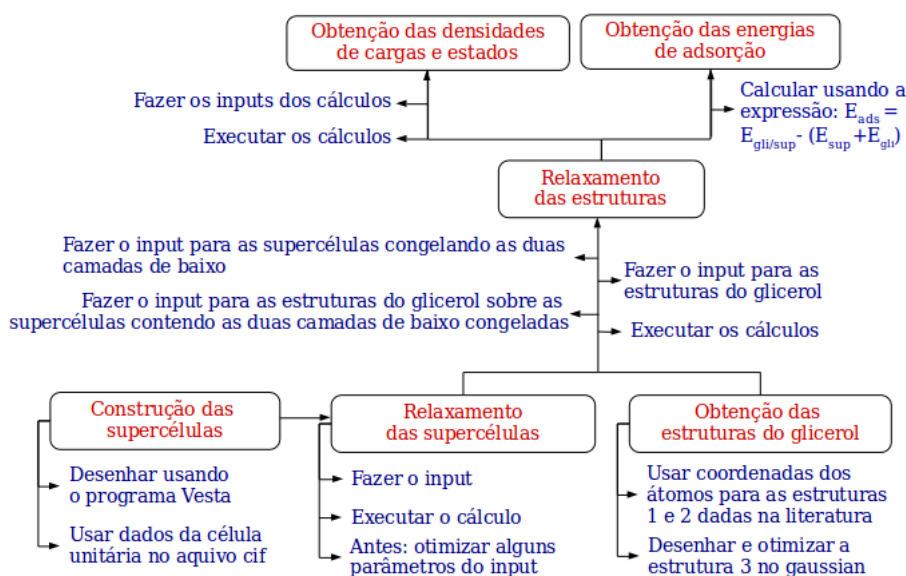 Obtenção das densidades
de cargas e estados
Obtenção das energias
de adsorção
Fazer os inputs dos cálculos
Executar os cálculos
Calcular usando a
expressão: E_ads =
E_gli/sup - (E_sup +E_gli)
Relaxamento
das estruturas
Fazer o input para as supercélulas congelando as duas
camadas de baixo
Fazer o input para as
estruturas do glicerol
Fazer o input para as estruturas do glicerol sobre as
supercélulas contendo as duas camadas de baixo congeladas
Executar os cálculos
Construção das
supercélulas
Relaxamento
das supercélulas
Obtenção das
estruturas do glicerol
Desenhar usando
o programa Vesta
Usar dados da célula
unitária no aquivo cif
Fazer o input
Executar o cálculo
Antes: otimizar alguns
parâmetros do input
Usar coordenadas dos
átomos para as estruturas
1 e 2 dadas na literatura
Desenhar e otimizar a
estrutura 3 no gaussian